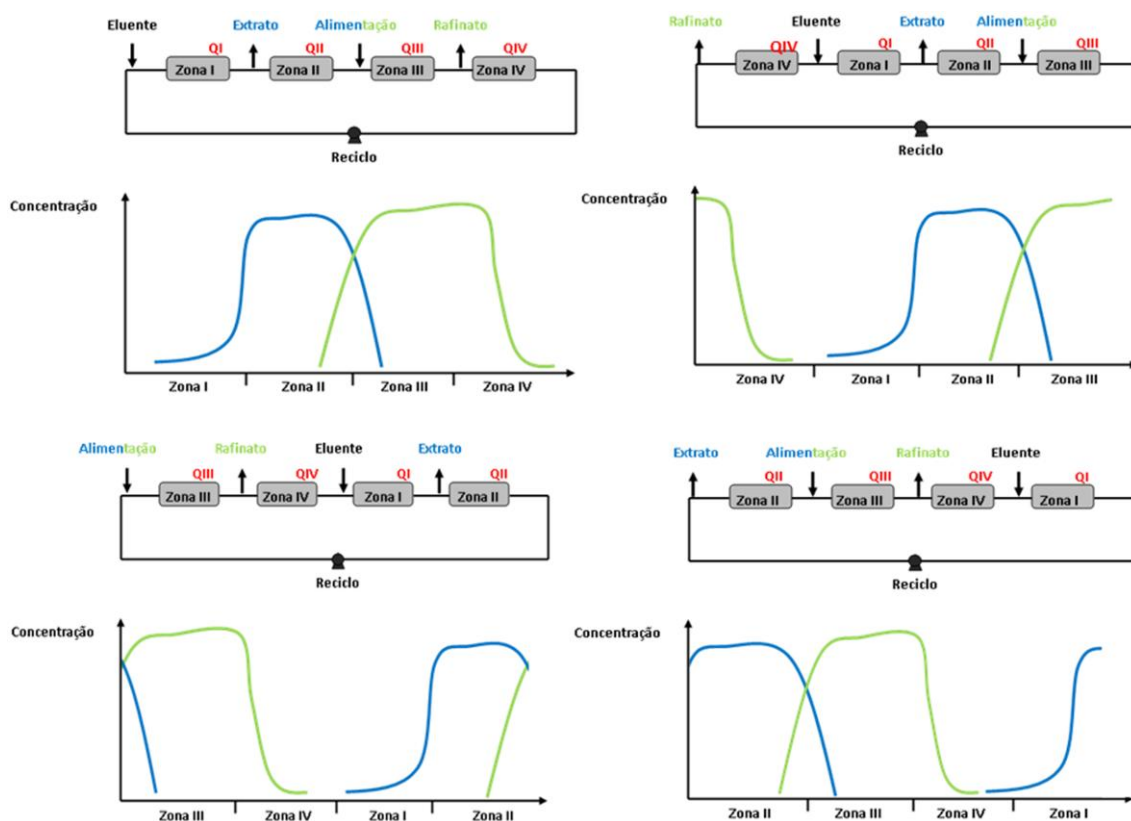 Eluente Extrato Alimentação Rafinato
QI QII QIII QIV
Zona I Zona II Zona III Zona IV
Reciclo
Concentração
Zona I Zona II Zona III Zona IV
Rafinato Eluente Extrato Alimentação
QIV QI QII QIII
Zona IV Zona I Zona II Zona III
Reciclo
Concentração
Zona IV Zona I Zona II Zona III
Alimentação Rafinato Eluente Extrato
QIII QIV QI QII
Zona III Zona IV Zona I Zona II
Reciclo
Concentração
Zona III Zona IV Zona I Zona II
Extrato Alimentação Rafinato Eluente
QII QIII QIV QI
Zona II Zona III Zona IV Zona I
Reciclo
Concentração
Zona II Zona III Zona IV Zona I